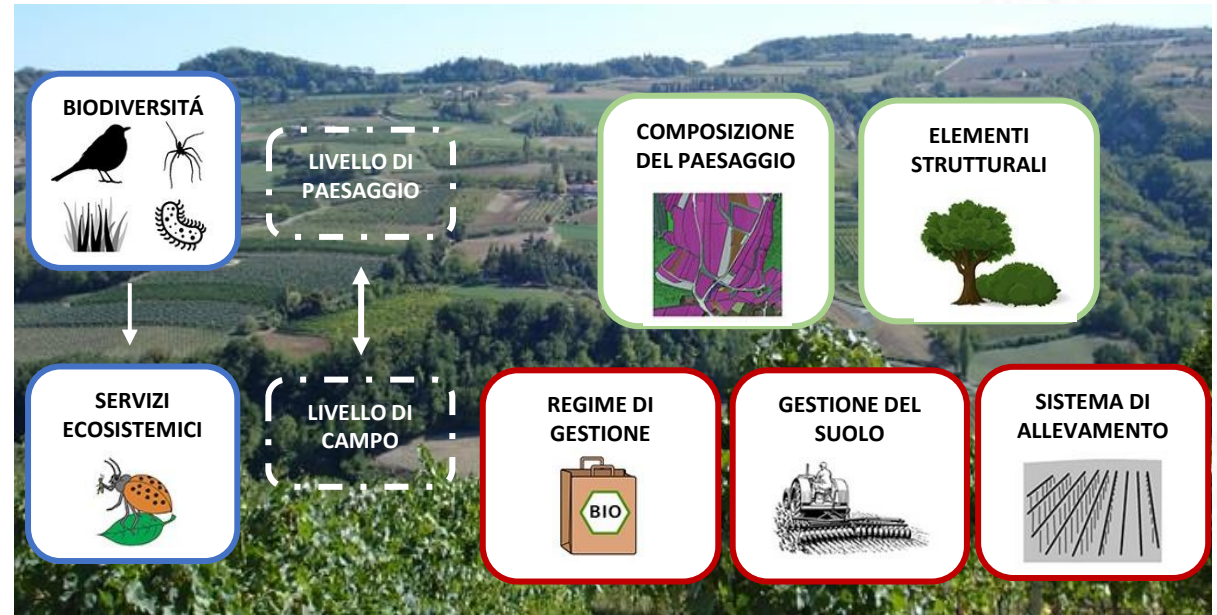 BIODIVERSITÁ
LIVELLO DI
PAESAGGIO
COMPOSIZIONE
DEL PAESAGGIO
ELEMENTI
STRUTTURALI
SERVIZI
ECOSISTEMICI
LIVELLO DI
CAMPO
REGIME DI
GESTIONE
BIO
GESTIONE DEL
SUOLO
SISTEMA DI
ALLEVAMENTO